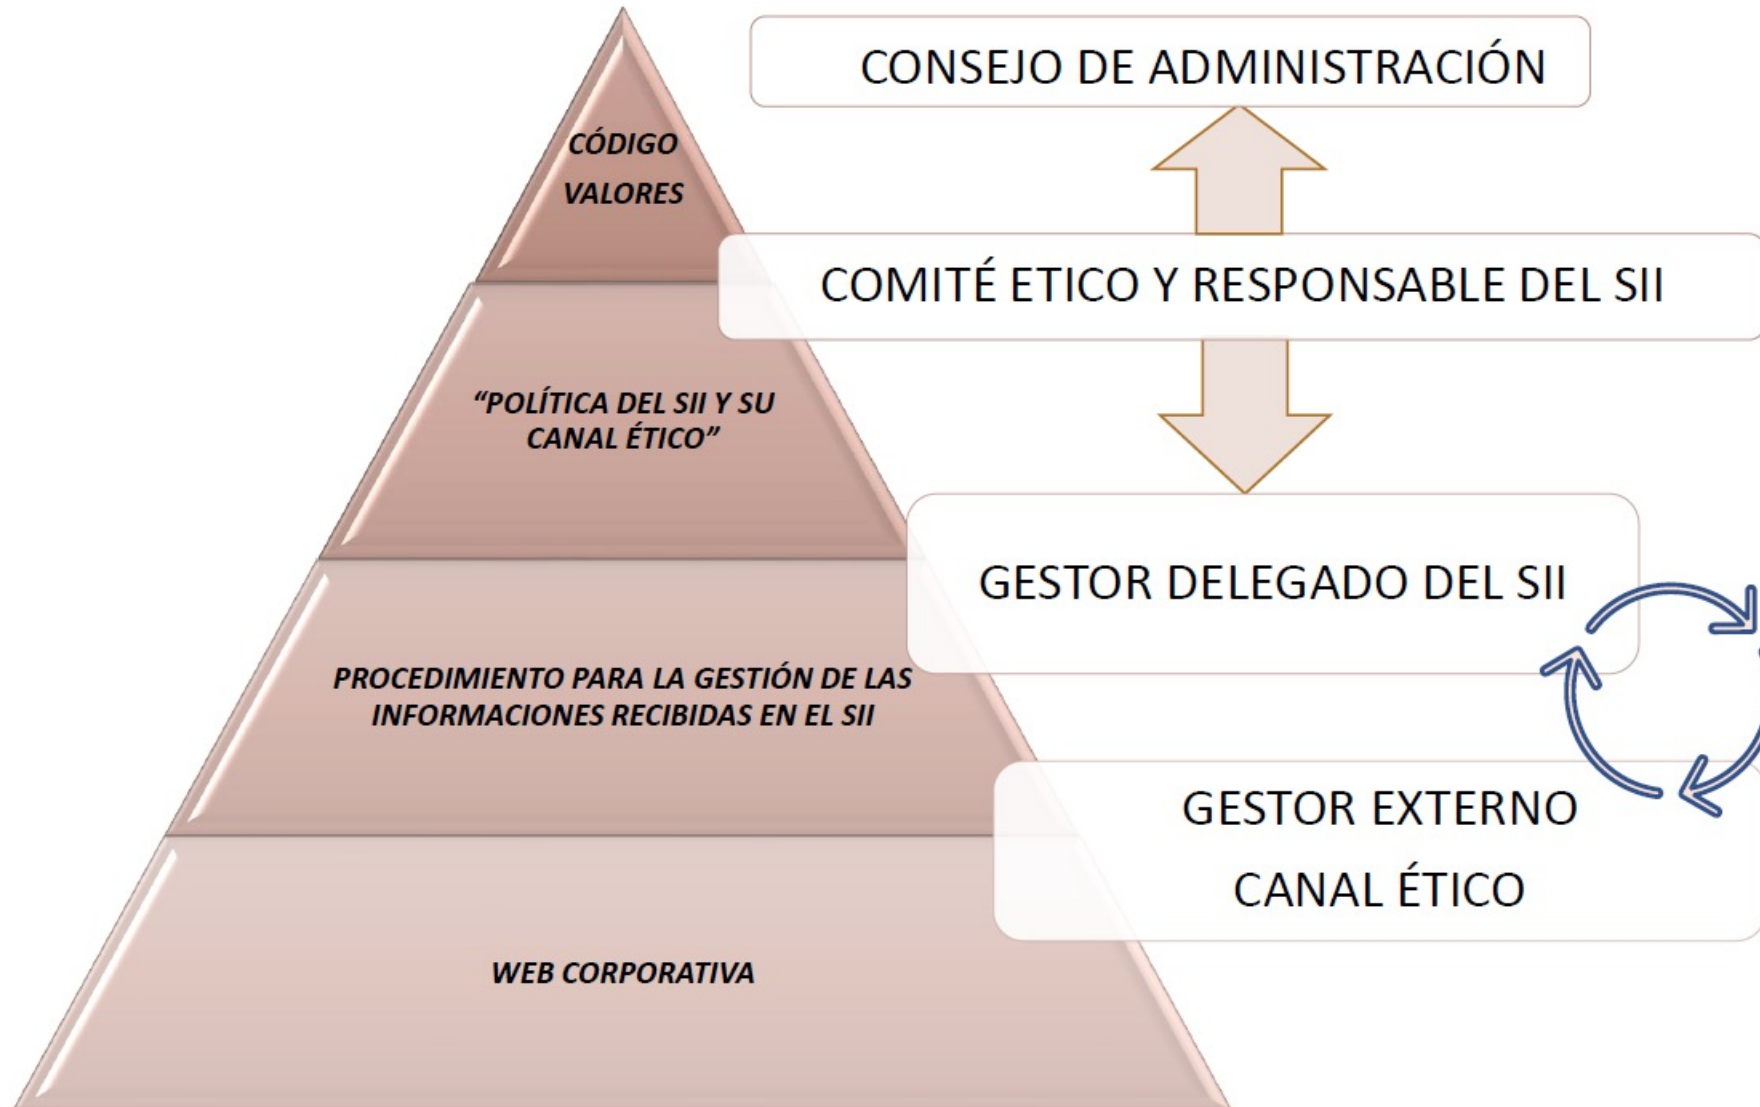 CÓDIGO
VALORES
“POLÍTICA DEL SII Y SU
CANAL ÉTICO”
PROCEDIMIENTO PARA LA GESTIÓN DE LAS
INFORMACIONES RECIBIDAS EN EL SII
WEB CORPORATIVA
CONSEJO DE ADMINISTRACIÓN
COMITÉ ETICO Y RESPONSABLE DEL SII
GESTOR DELEGADO DEL SII
GESTOR EXTERNO
CANAL ÉTICO